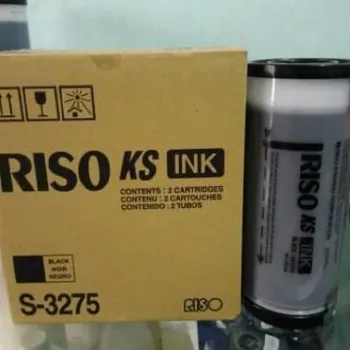 RISO KS INK
CONTENTS : 2 CARTRIDGES
CONTENU : 2 CARTOUCHES
CONTENIDO : 2 TUBOS
BLACK
NOIR
NEGRO
S-3275
RISO
RISO KS INK